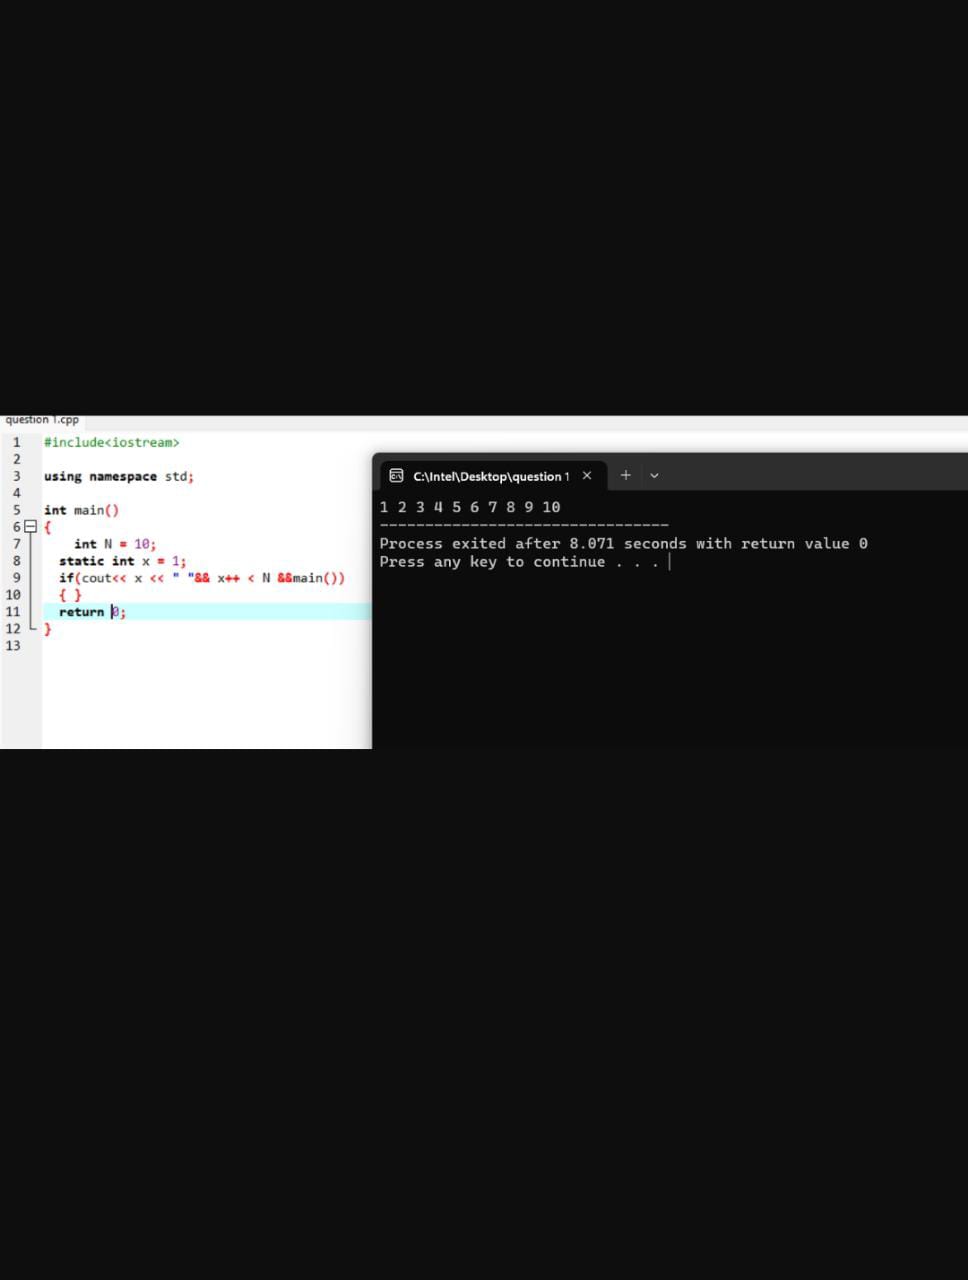 question 1.cpp
1 #include<iostream>
2
3 using namespace std;
4
5 int main()
6 {
7 int N = 10;
8 static int x = 1;
9 if(cout<< x << " "&& x++ < N &&main())
10 { }
11 return 0;
12 }
13
C:\Intel\Desktop\question 1
1 2 3 4 5 6 7 8 9 10
--------------------------------
Process exited after 8.071 seconds with return value 0
Press any key to continue . . .